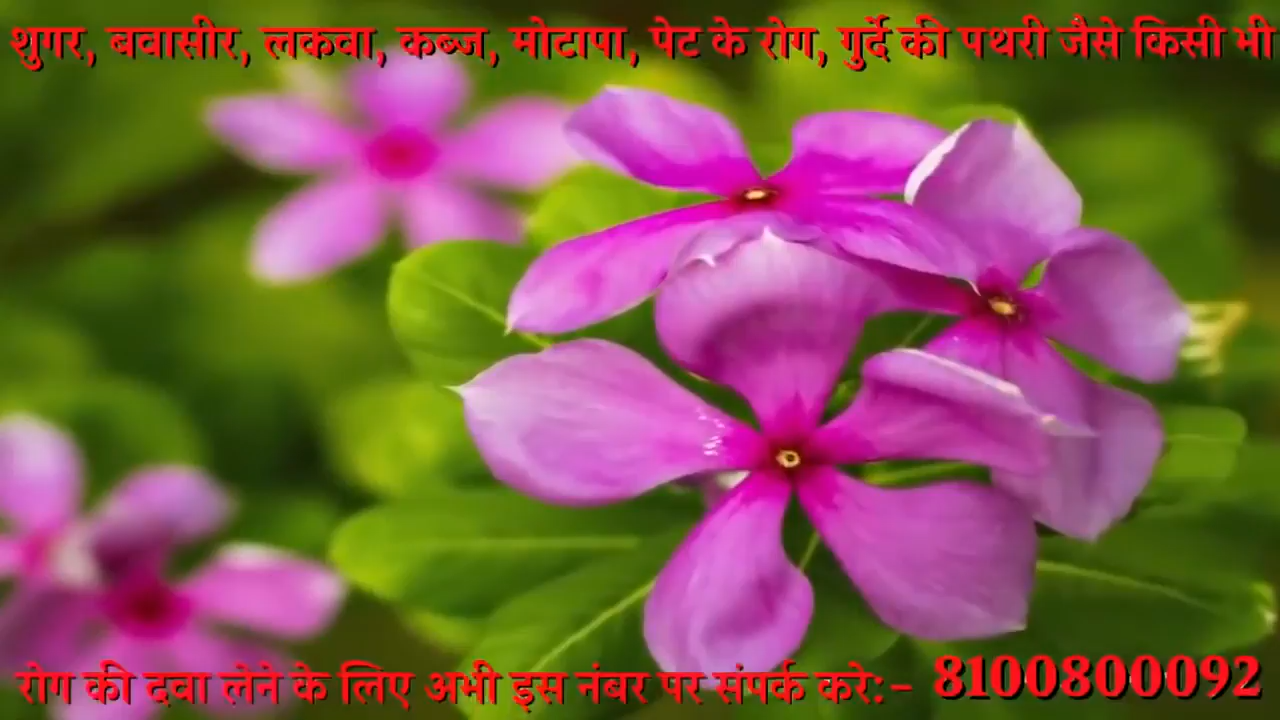 शुगर, बवासीर, लकवा, कब्ज, मोटापा, पेट के रोग, गुर्दे की पथरी जैसे किसी भी
रोग की दवा लेने के लिए अभी इस नंबर पर संपर्क करे:- 8100800092